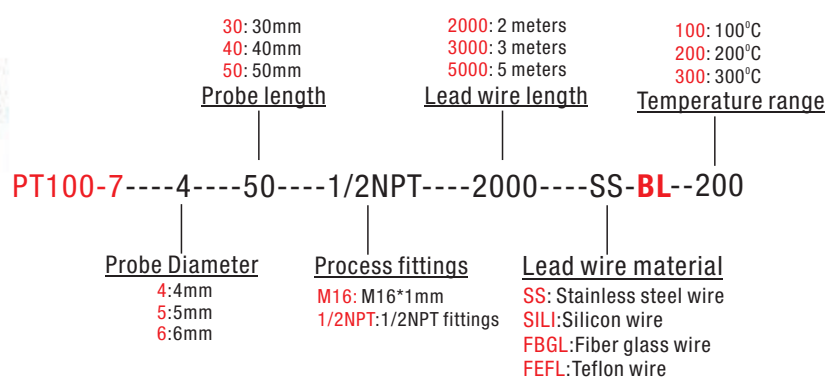 30: 30mm
40: 40mm
50: 50mm
Probe length
2000: 2 meters
3000: 3 meters
5000: 5 meters
Lead wire length
100: 100⁰C
200: 200⁰C
300: 300⁰C
Temperature range
PT100-7----4----50----1/2NPT----2000----SS-BL--200
Probe Diameter
4:4mm
5:5mm
6:6mm
Process fittings
M16: M16*1mm
1/2NPT:1/2NPT fittings
Lead wire material
SS: Stainless steel wire
SILI:Silicon wire
FBGL:Fiber glass wire
FEFL:Teflon wire